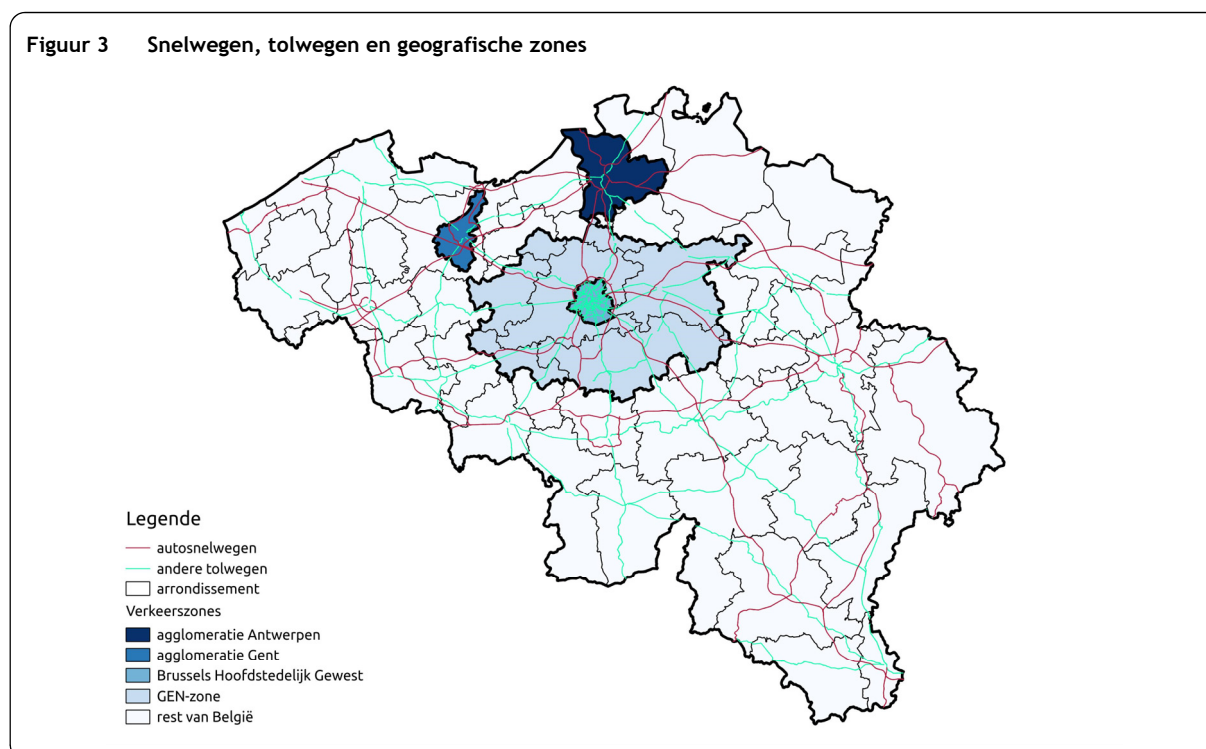 Figuur 3 Snelwegen, tolwegen en geografische zones
Legende
autosnelwegen
andere tolwegen
arrondissement
Verkeerszones
agglomeratie Antwerpen
agglomeratie Gent
Brussels Hoofdstedelijk Gewest
GEN-zone
rest van België